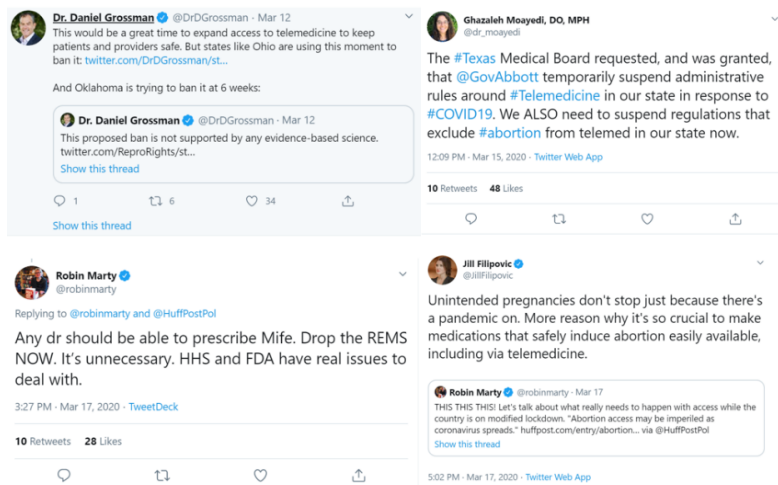 Dr. Daniel Grossman @DrDGrossman · Mar 12
This would be a great time to expand access to telemedicine to keep
patients and providers safe. But states like Ohio are using this moment to
ban it: twitter.com/DrDGrossman/st...
And Oklahoma is trying to ban it at 6 weeks:
Dr. Daniel Grossman @DrDGrossman · Mar 12
This proposed ban is not supported by any evidence-based science.
twitter.com/ReproRights/st...
Show this thread
1 6 34
Show this thread
Ghazaleh Moayedi, DO, MPH
@dr_moayedi
The #Texas Medical Board requested, and was granted,
that @GovAbbott temporarily suspend administrative
rules around #Telemedicine in our state in response to
#COVID19. We ALSO need to suspend regulations that
exclude #abortion from telemed in our state now.
12:09 PM · Mar 15, 2020 · Twitter Web App
10 Retweets 48 Likes
Robin Marty
@robinmarty
Replying to @robinmarty and @HuffPostPol
Any dr should be able to prescribe Mife. Drop the REMS
NOW. It's unnecessary. HHS and FDA have real issues to
deal with.
3:27 PM · Mar 17, 2020 · TweetDeck
10 Retweets 28 Likes
Jill Filipovic
@JillFilipovic
Unintended pregnancies don't stop just because there's
a pandemic on. More reason why it's so crucial to make
medications that safely induce abortion easily available,
including via telemedicine.
Robin Marty @robinmarty · Mar 17
THIS THIS THIS! Let's talk about what really needs to happen with access while the
country is on modified lockdown. "Abortion access may be imperiled as
coronavirus spreads." huffpost.com/entry/abortion... via @HuffPostPol
Show this thread
5:02 PM · Mar 17, 2020 · Twitter Web App